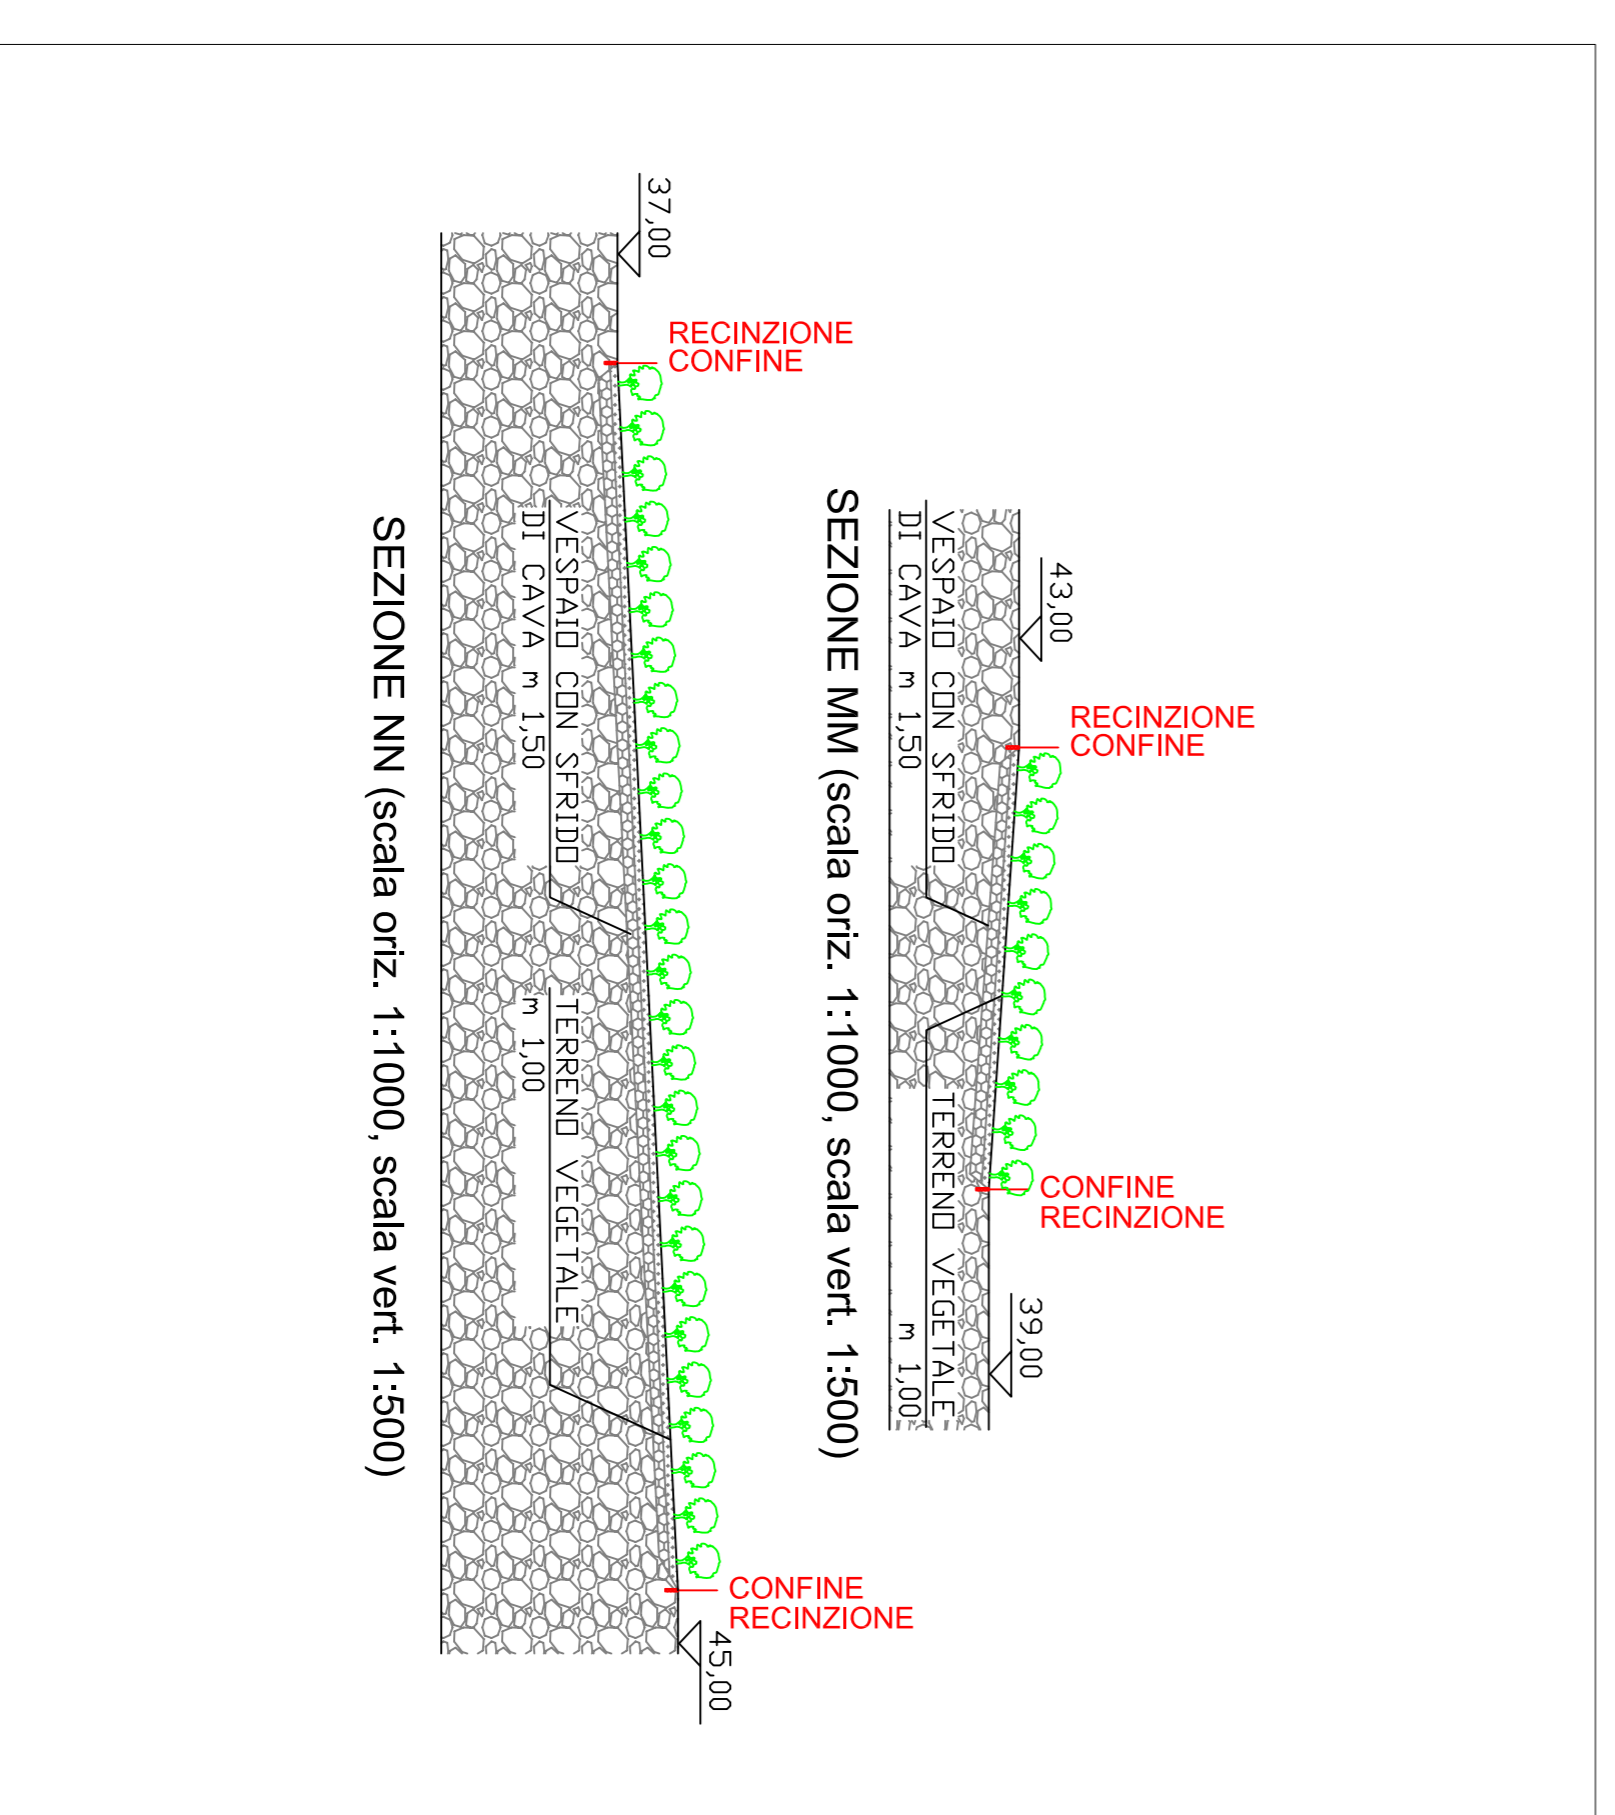 43,00
RECINZIONE
CONFINE
CONFINE
RECINZIONE
39,00
VESPAIO CON SFRIDO
DI CAVA m 1,50
TERRENO VEGETALE
m 1,00
SEZIONE MM (scala oriz. 1:1000, scala vert. 1:500)
37,00
RECINZIONE
CONFINE
CONFINE
RECINZIONE
45,00
VESPAIO CON SFRIDO
DI CAVA m 1,50
TERRENO VEGETALE
m 1,00
SEZIONE NN (scala oriz. 1:1000, scala vert. 1:500)